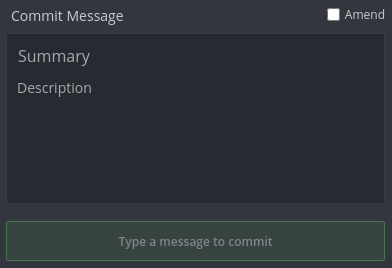 Commit Message
Amend
Summary
Description
Type a message to commit